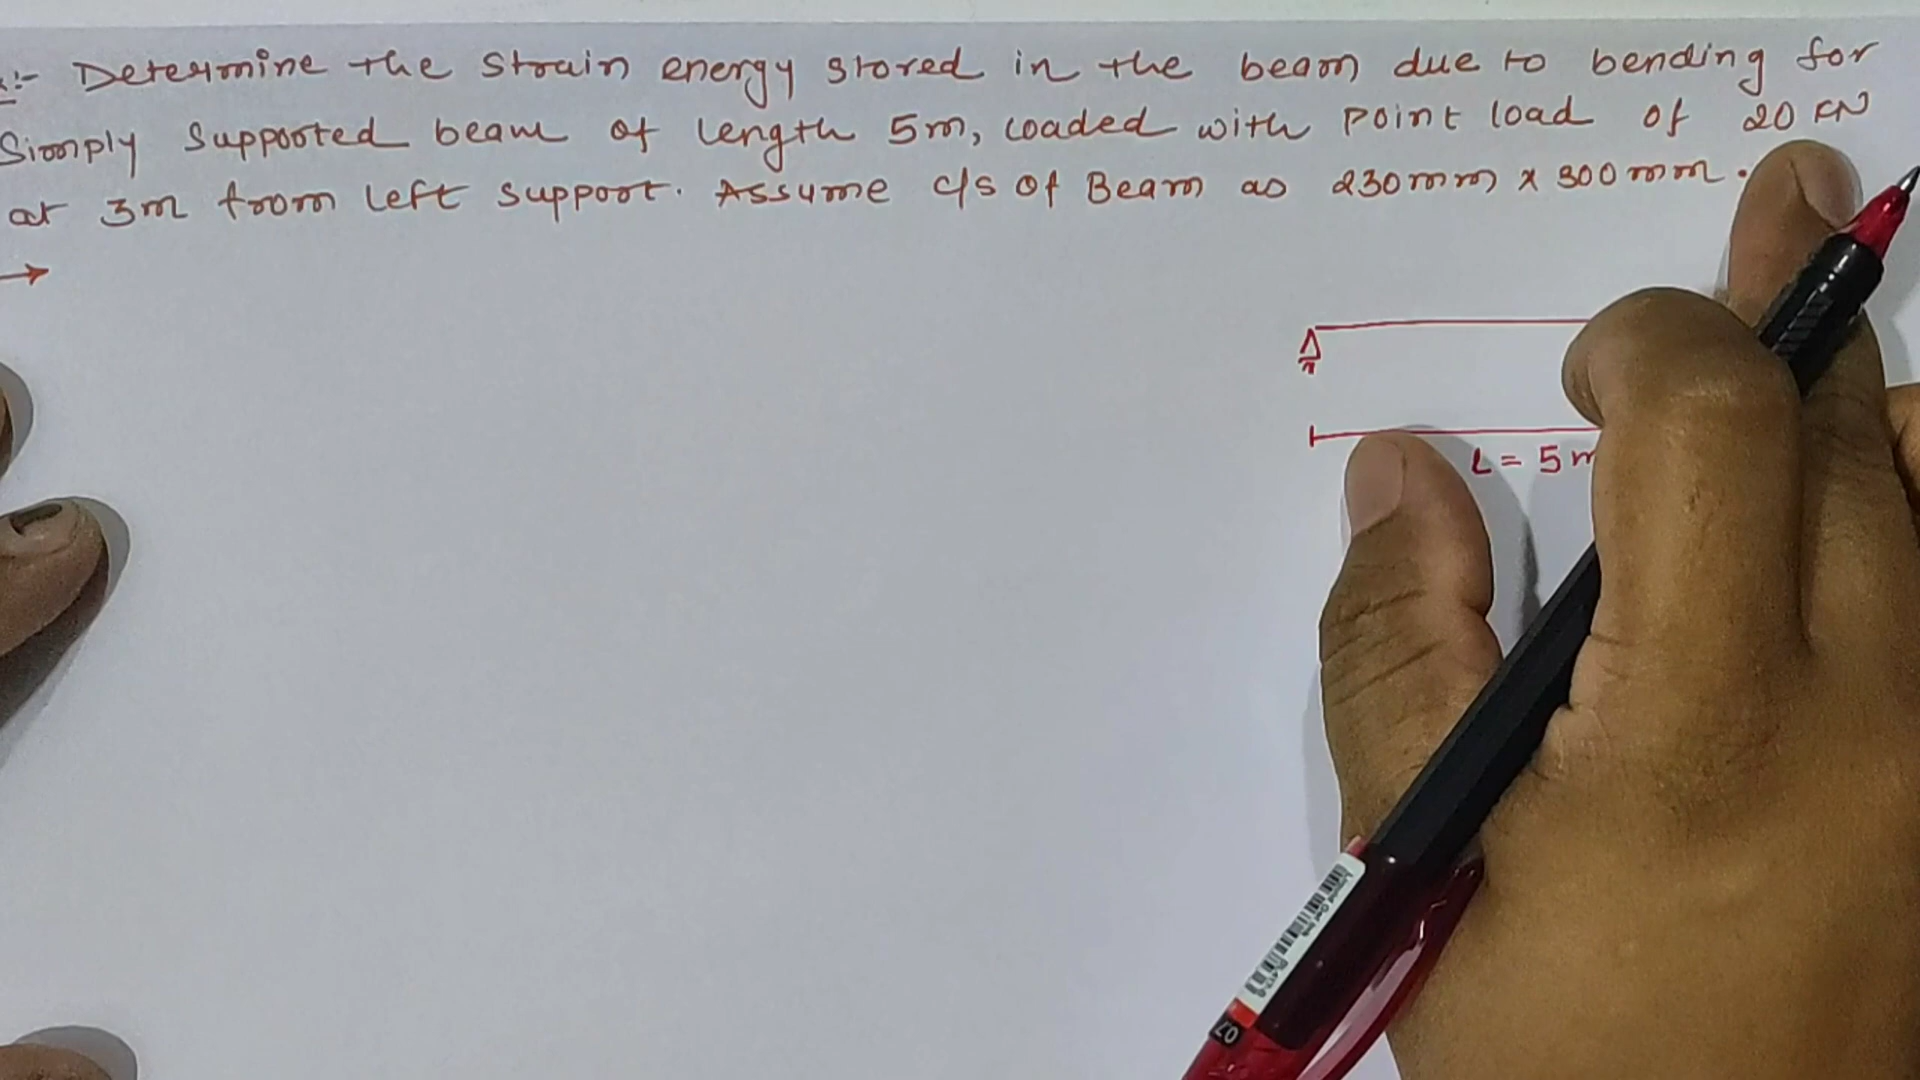 :- Determine the strain energy stored in the beam due to bending for
Simply supported beam of length 5m, loaded with point load of 20 KN
at 3m from left support. Assume c/s of Beam as 230mm x 300mm.
→
L = 5m
07